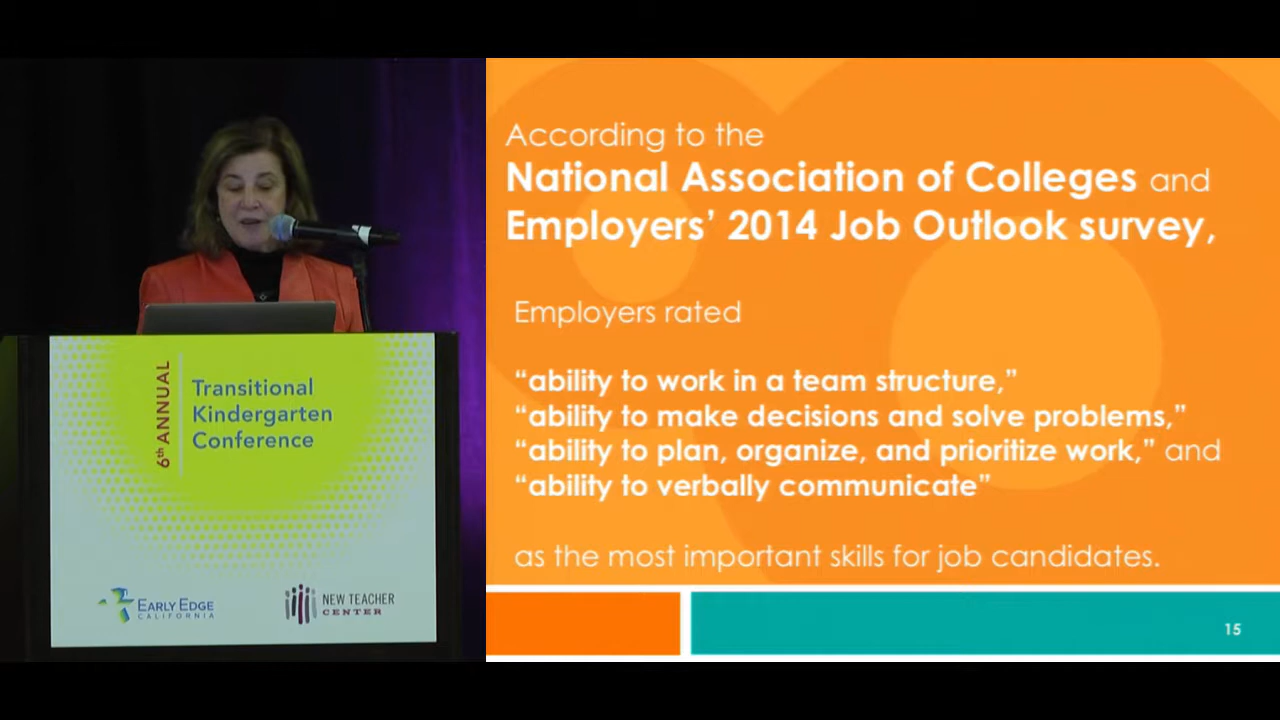 6th ANNUAL
Transitional
Kindergarten
Conference
EARLY EDGE
CALIFORNIA
NEW TEACHER
CENTER
According to the
National Association of Colleges and
Employers’ 2014 Job Outlook survey,
Employers rated
“ability to work in a team structure,”
“ability to make decisions and solve problems,”
“ability to plan, organize, and prioritize work,” and
“ability to verbally communicate”
as the most important skills for job candidates.
15